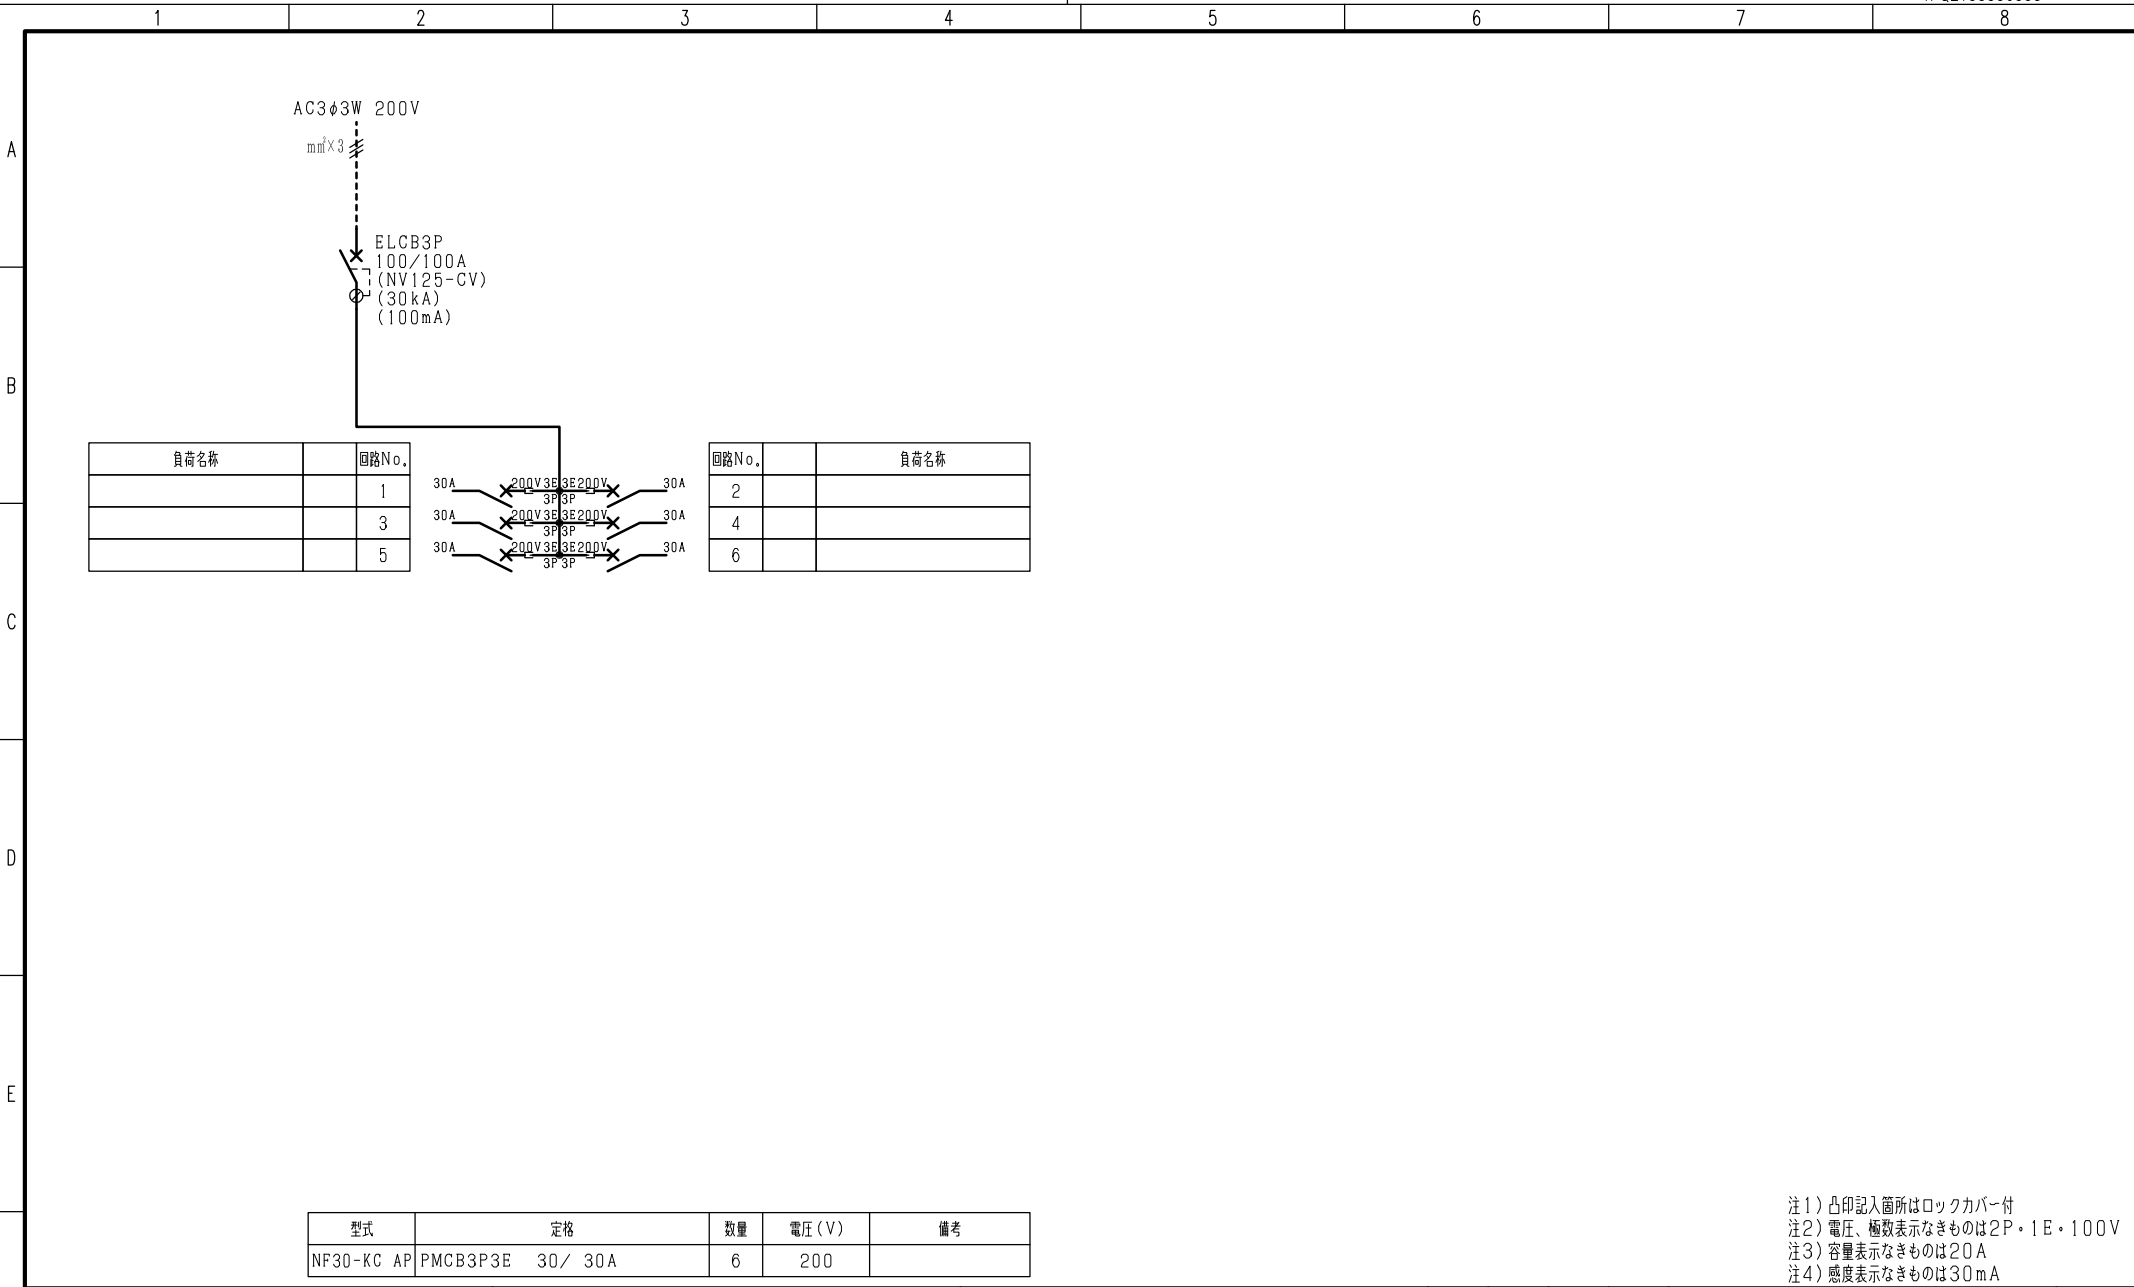 1 2 3 4 5 6 7 8
A
B
C
D
E
AC3φ3W 200V
mm²×3
ELCB3P
100/100A
(NV125-CV)
(30kA)
(100mA)
負荷名称 回路No.
1
3
5
30A 200V 3E 3E 200V 30A
3P 3P
30A 200V 3E 3E 200V 30A
3P 3P
30A 200V 3E 3E 200V 30A
3P 3P
回路No. 負荷名称
2
4
6
型式 定格 数量 電圧(V) 備考
NF30-KC AP PMCB3P3E 30/ 30A 6 200
注1)凸印記入箇所はロックカバー付
注2)電圧、極数表示なきものは2P・1E・100V
注3)容量表示なきものは20A
注4)感度表示なきものは30mA